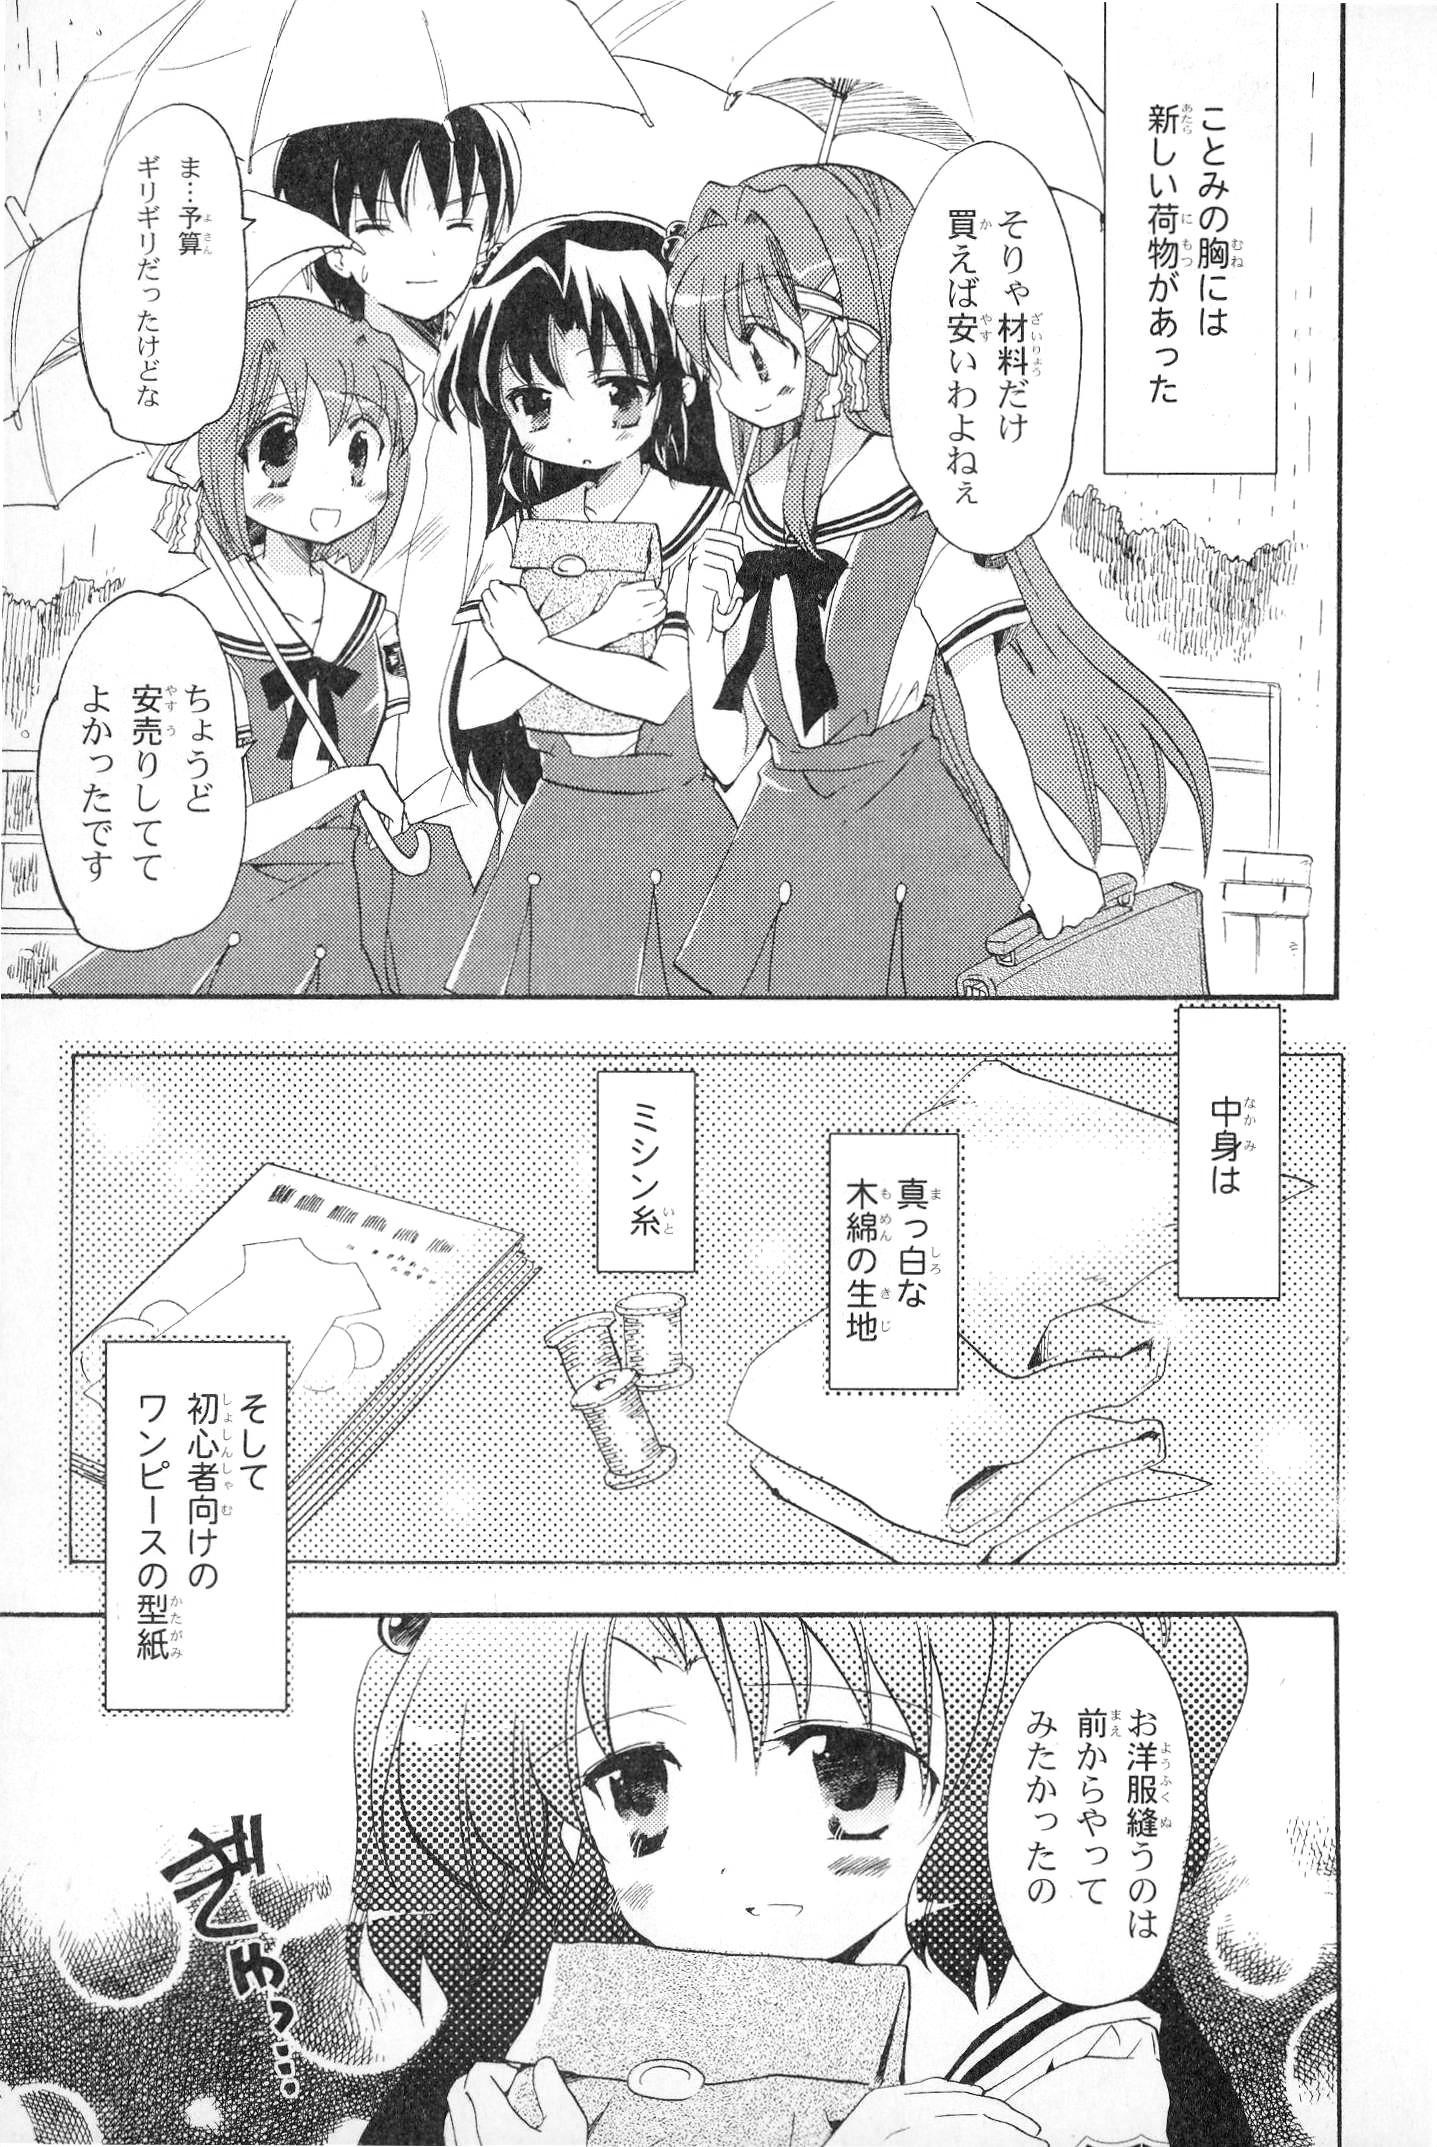 ことみの胸には
新しい荷物があった
そりゃ材料だけ
買えば安いわよねぇ
ま…予算
ギリギリだったけどな
ちょうど
安売りしてて
よかったです
中身は
真っ白な
木綿の生地
ミシン糸
そして
初心者向けの
ワンピースの型紙
お洋服縫うのは
前からやって
みたかったの